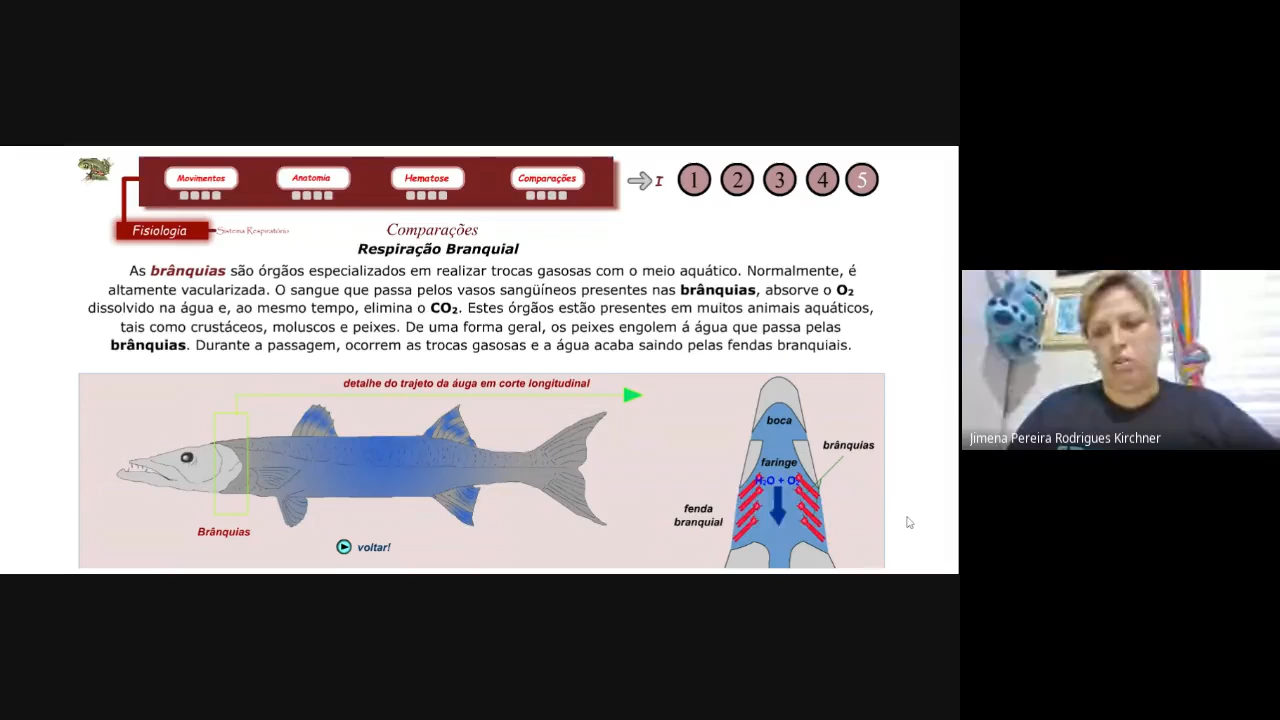 Movimentos
Anatomia
Hematose
Comparações
I
1
2
3
4
5
Fisiologia
Sistema Respiratório
Comparações
Respiração Branquial
As brânquias são órgãos especializados em realizar trocas gasosas com o meio aquático. Normalmente, é
altamente vacularizada. O sangue que passa pelos vasos sangüíneos presentes nas brânquias, absorve o O₂
dissolvido na água e, ao mesmo tempo, elimina o CO₂. Estes órgãos estão presentes em muitos animais aquáticos,
tais como crustáceos, moluscos e peixes. De uma forma geral, os peixes engolem á água que passa pelas
brânquias. Durante a passagem, ocorrem as trocas gasosas e a água acaba saindo pelas fendas branquiais.
detalhe do trajeto da áuga em corte longitudinal
Brânquias
voltar!
boca
brânquias
faringe
H₂O + O₂
fenda
branquial
Jimena Pereira Rodrigues Kirchner